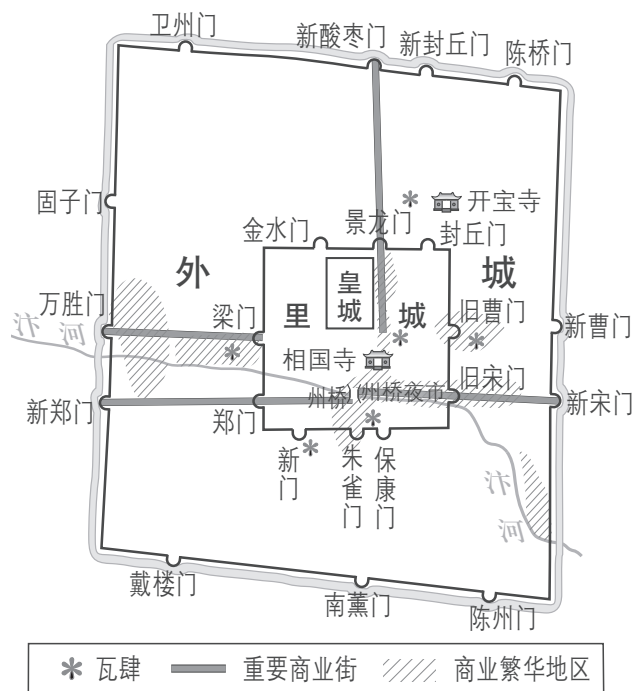 卫州门
新酸枣门
新封丘门
陈桥门
固子门
开宝寺
金水门
景龙门
封丘门
外
城
皇城
里
城
万胜门
梁门
旧曹门
新曹门
汴河
相国寺
州桥
州桥夜市
旧宋门
新郑门
郑门
新宋门
新门
朱雀门
保康门
汴河
戴楼门
南薰门
陈州门
瓦肆
重要商业街
商业繁华地区